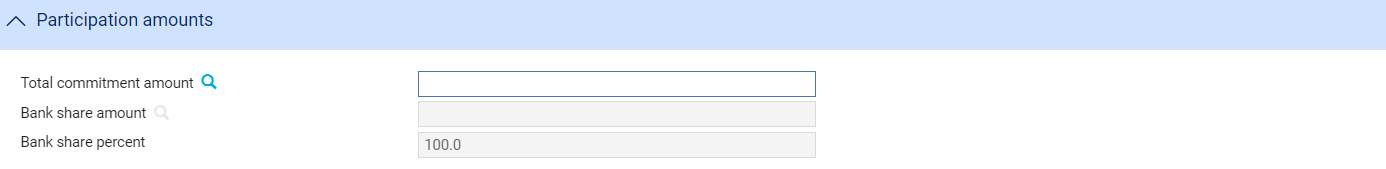 Participation amounts
Total commitment amount
Bank share amount
Bank share percent 100.0